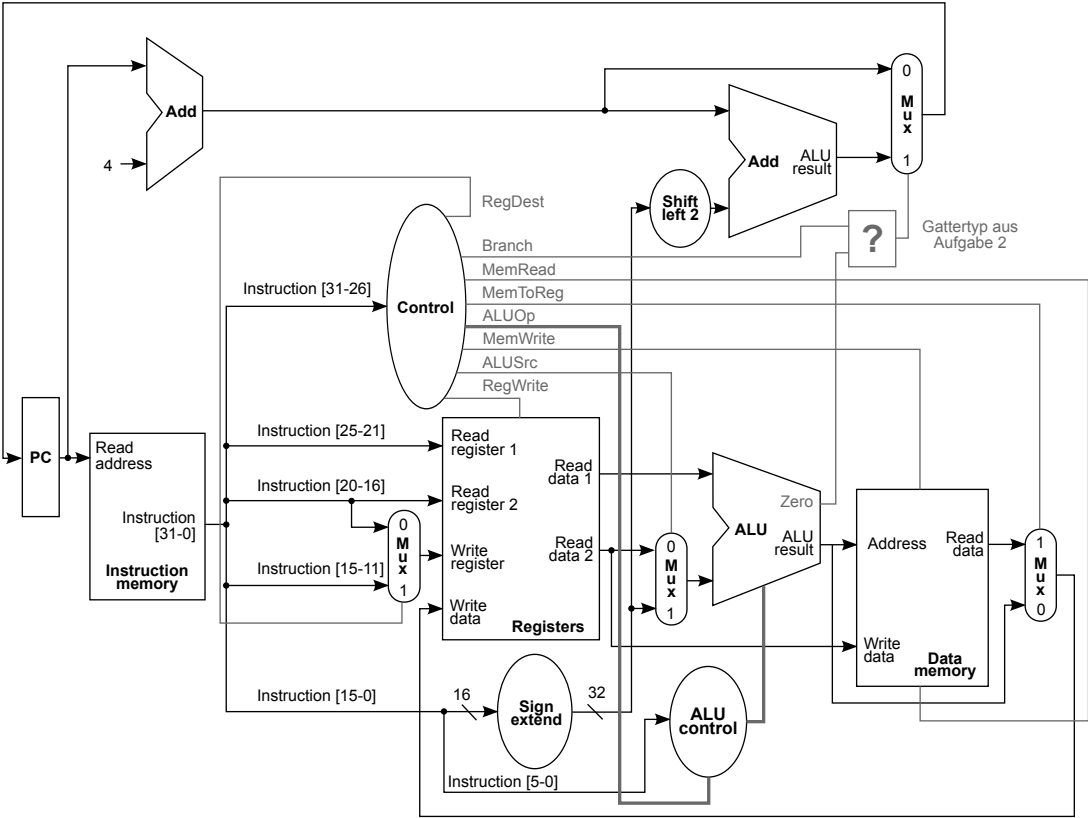 0
M
u
x
1
Add
4
Add
ALU
result
Shift
left 2
RegDest
?
Gattertyp aus
Aufgabe 2
Branch
MemRead
MemToReg
ALUOp
MemWrite
ALUSrc
RegWrite
Instruction [31-26]
Control
PC
Read
address
Instruction
[31-0]
Instruction
memory
Instruction [25-21]
Instruction [20-16]
Instruction [15-11]
0
M
u
x
1
Read
register 1
Read
register 2
Write
register
Write
data
Read
data 1
Read
data 2
Registers
0
M
u
x
1
Zero
ALU
ALU
result
Address
Read
data
Write
data
Data
memory
1
M
u
x
0
Instruction [15-0]
16
Sign
extend
32
ALU
control
Instruction [5-0]